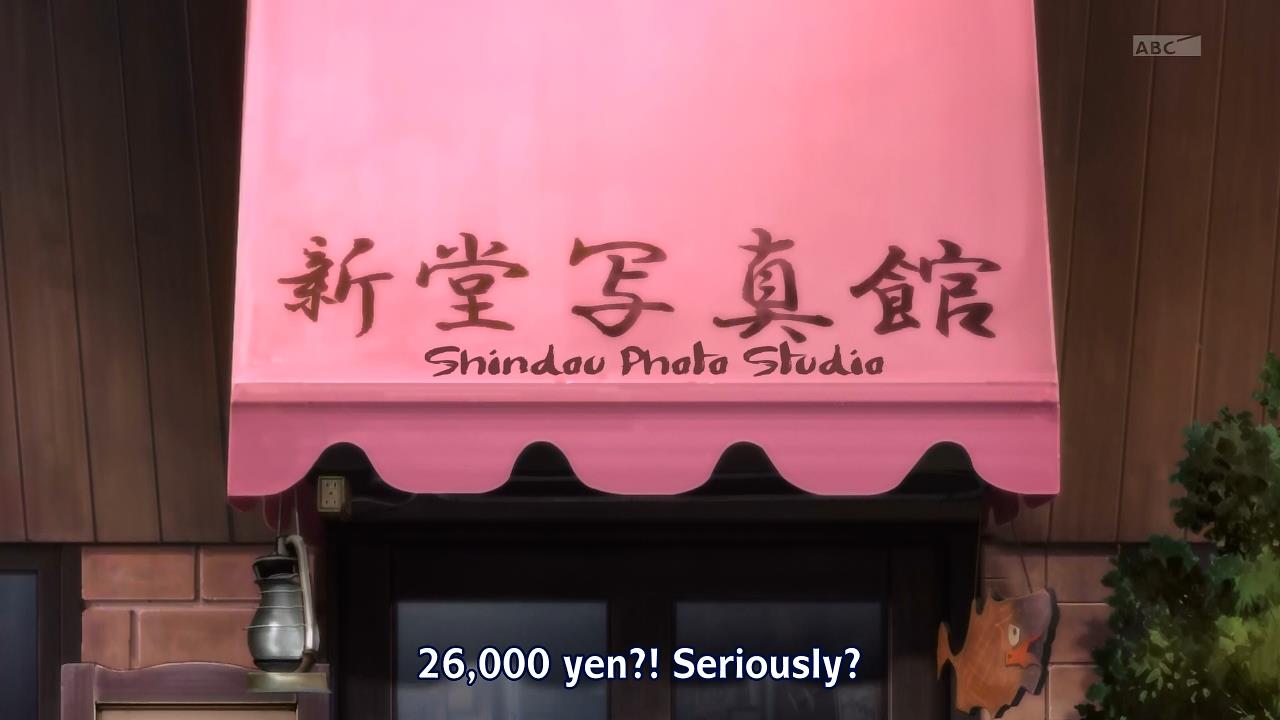 ABC
新堂写真館
Shindou Photo Studio
26,000 yen?! Seriously?